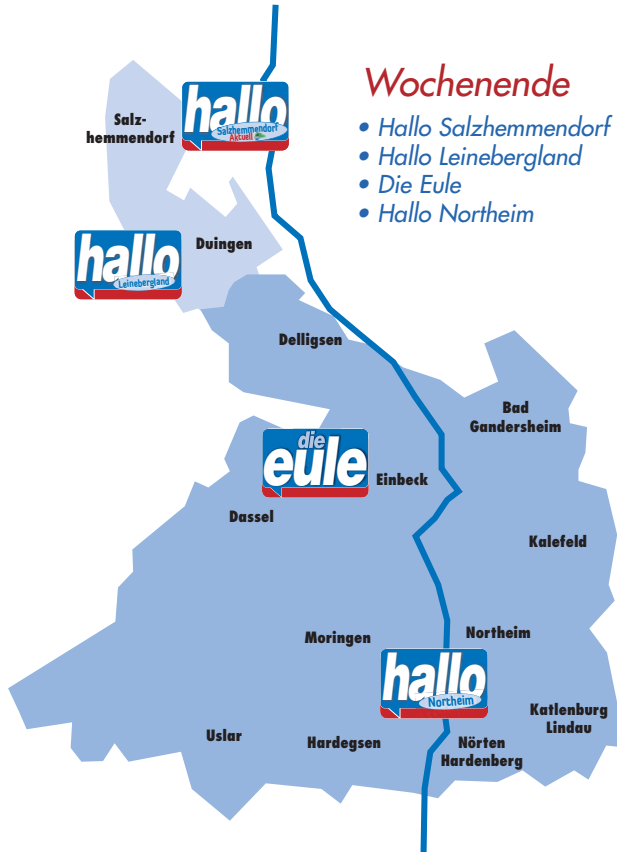 Wochenende
• Hallo Salzhemmendorf
• Hallo Leinebergland
• Die Eule
• Hallo Northeim
Salz-
hemmendorf
hallo
Salzhemmendorf
Aktuell
Duingen
hallo
Leinebergland
Delligsen
Bad
Gandersheim
die
eule
Einbeck
Dassel
Kalefeld
Moringen
Northeim
hallo
Northeim
Katlenburg
Lindau
Uslar
Hardegsen
Nörten
Hardenberg